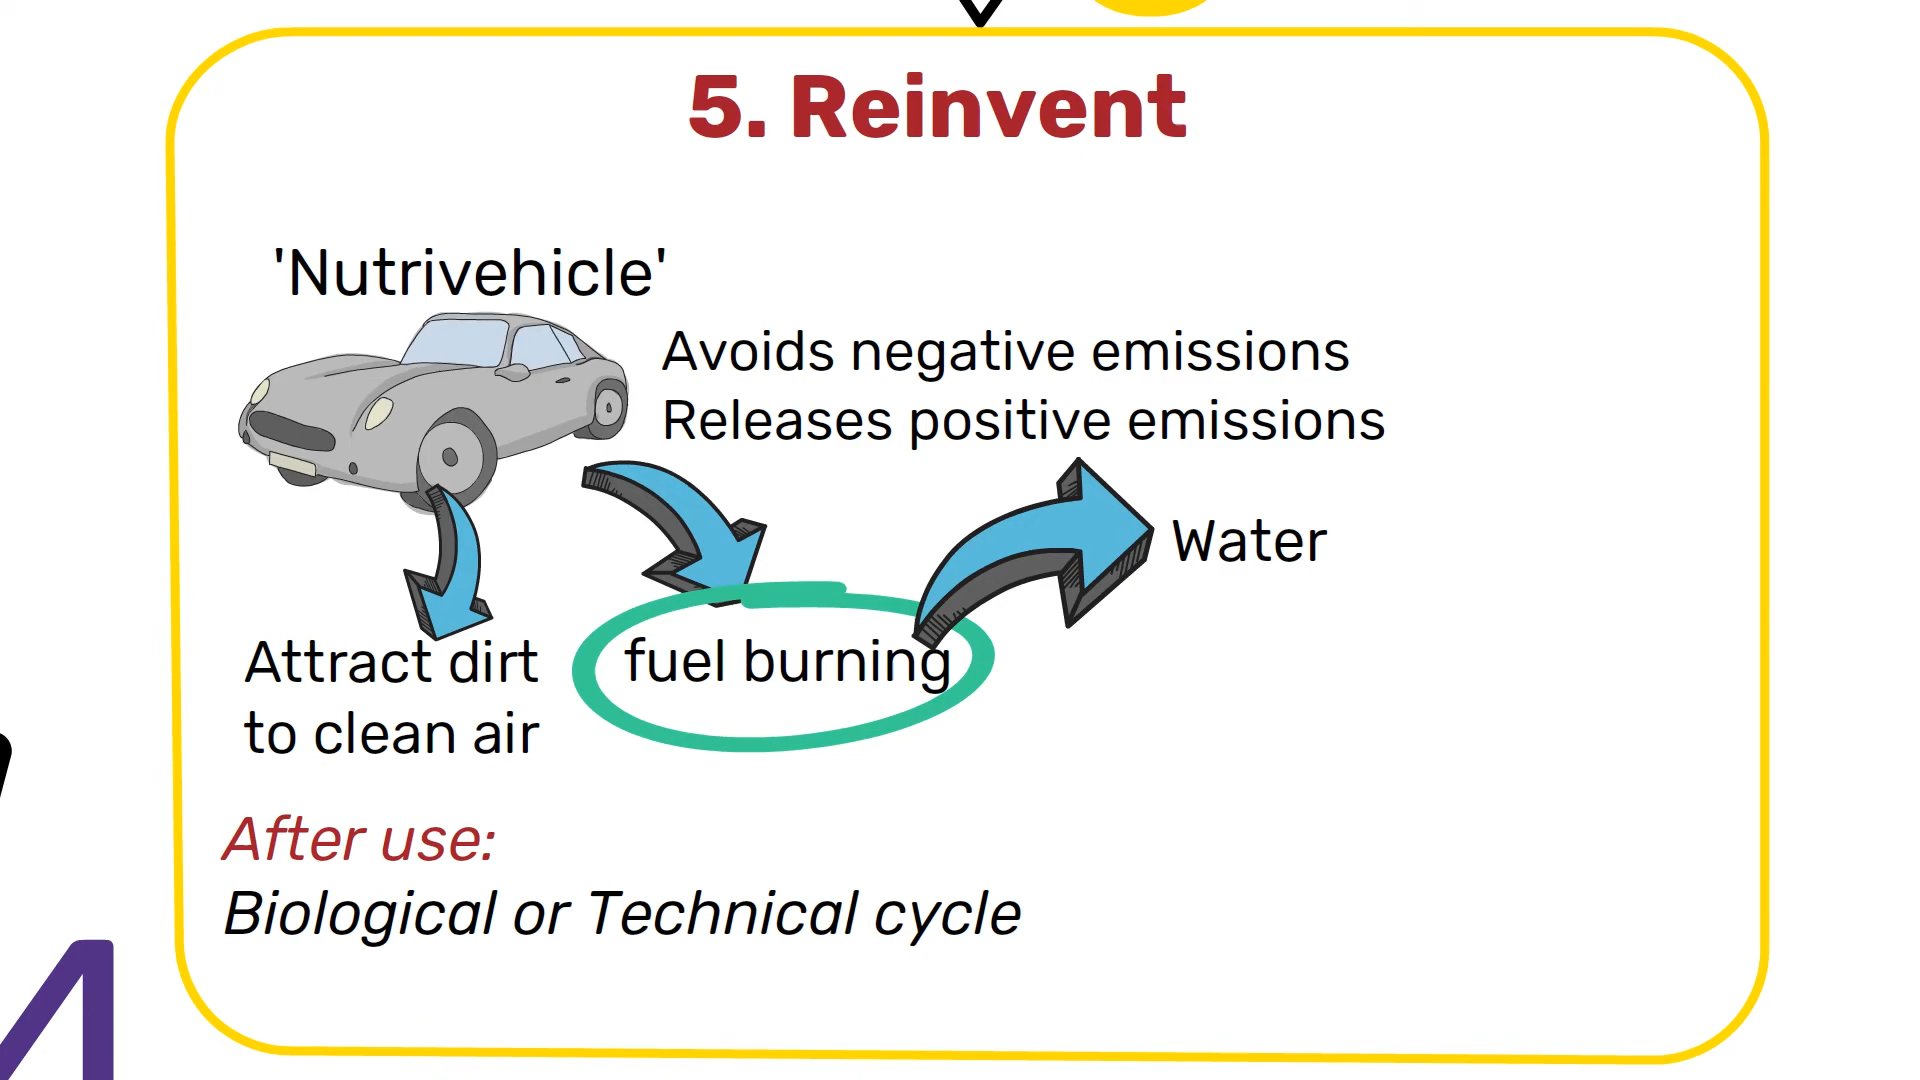 5. Reinvent
'Nutrivehicle'
Avoids negative emissions
Releases positive emissions
Water
Attract dirt
to clean air
fuel burning
After use:
Biological or Technical cycle